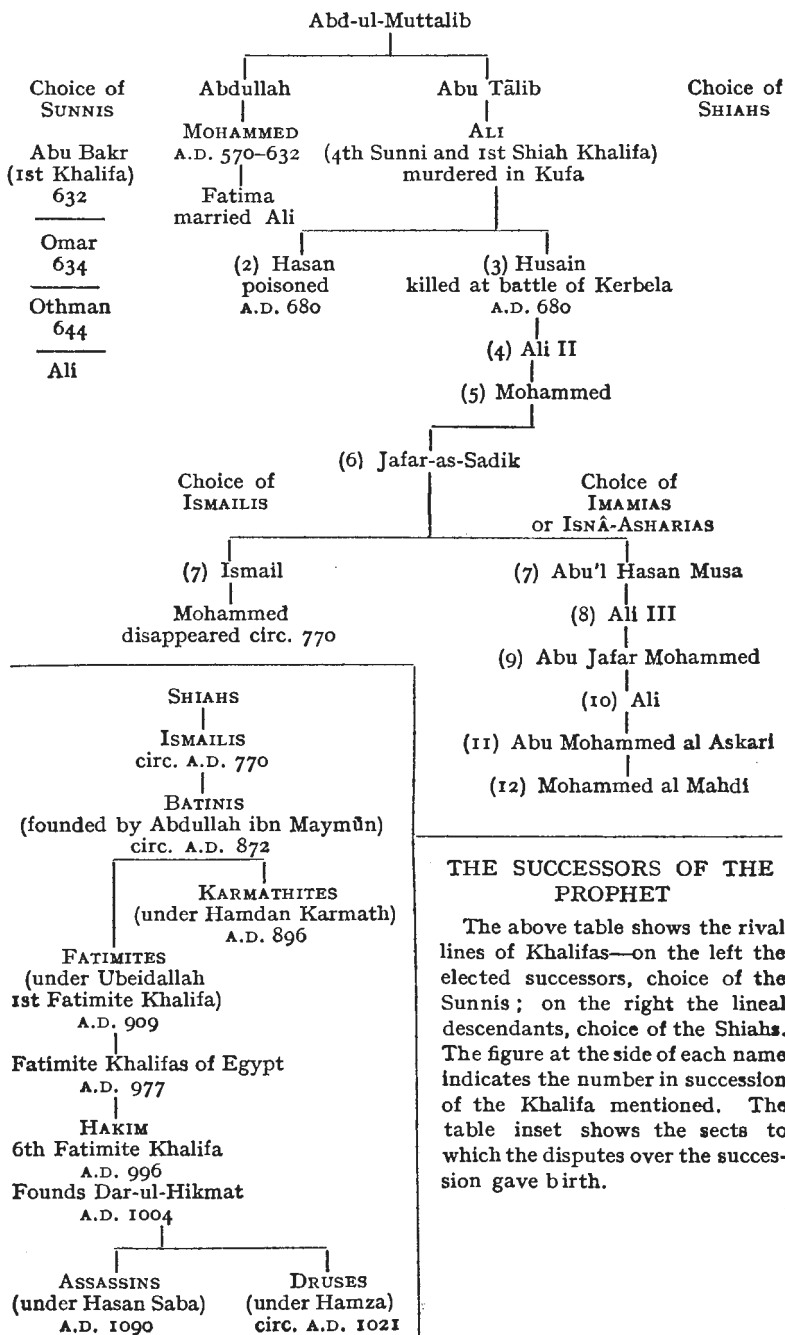 Abd-ul-Muttalib
Choice of
SUNNIS
Abu Bakr
(1st Khalifa)
632
Omar
634
Othman
644
Ali
Abdullah
MOHAMMED
A.D. 570–632
Fatima
married Ali
Abu Tālib
ALI
(4th Sunni and 1st Shiah Khalifa)
murdered in Kufa
Choice of
SHIAHS
(2) Hasan
poisoned
A.D. 680
(3) Husain
killed at battle of Kerbela
A.D. 680
(4) Ali II
(5) Mohammed
(6) Jafar-as-Sadik
Choice of
ISMAILIS
(7) Ismail
Mohammed
disappeared circ. 770
Choice of
IMAMIAS
or ISNÂ-ASHARIAS
(7) Abu'l Hasan Musa
(8) Ali III
(9) Abu Jafar Mohammed
(10) Ali
(11) Abu Mohammed al Askari
(12) Mohammed al Mahdi
SHIAHS
ISMAILIS
circ. A.D. 770
BATINIS
(founded by Abdullah ibn Maymūn)
circ. A.D. 872
KARMATHITES
(under Hamdan Karmath)
A.D. 896
FATIMITES
(under Ubeidallah
1st Fatimite Khalifa)
A.D. 909
Fatimite Khalifas of Egypt
A.D. 977
HAKIM
6th Fatimite Khalifa
A.D. 996
Founds Dar-ul-Hikmat
A.D. 1004
ASSASSINS
(under Hasan Saba)
A.D. 1090
DRUSES
(under Hamza)
circ. A.D. 1021
THE SUCCESSORS OF THE
PROPHET
The above table shows the rival
lines of Khalifas—on the left the
elected successors, choice of the
Sunnis; on the right the lineal
descendants, choice of the Shiahs.
The figure at the side of each name
indicates the number in succession
of the Khalifa mentioned. The
table inset shows the sects to
which the disputes over the succes-
sion gave birth.